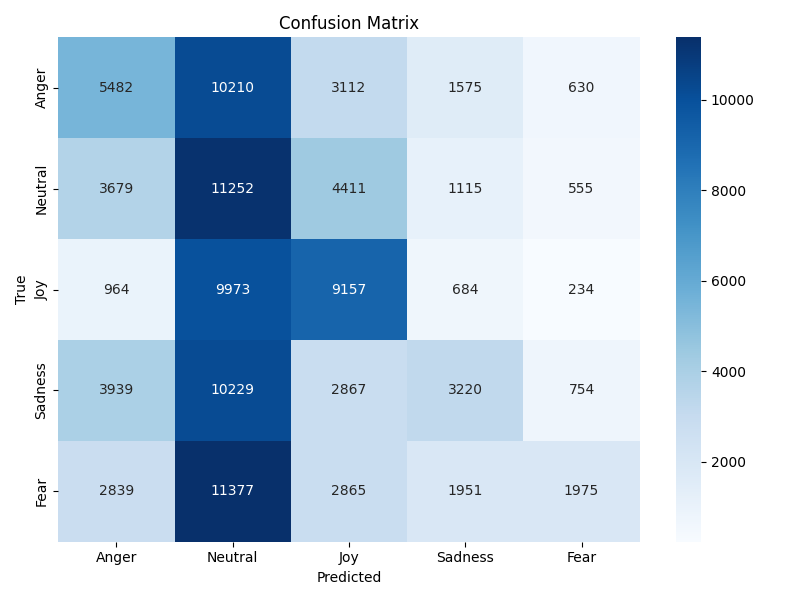 Confusion Matrix
True
Anger 5482 10210 3112 1575 630
Neutral 3679 11252 4411 1115 555
Joy 964 9973 9157 684 234
Sadness 3939 10229 2867 3220 754
Fear 2839 11377 2865 1951 1975
Anger Neutral Joy Sadness Fear
Predicted
10000
8000
6000
4000
2000